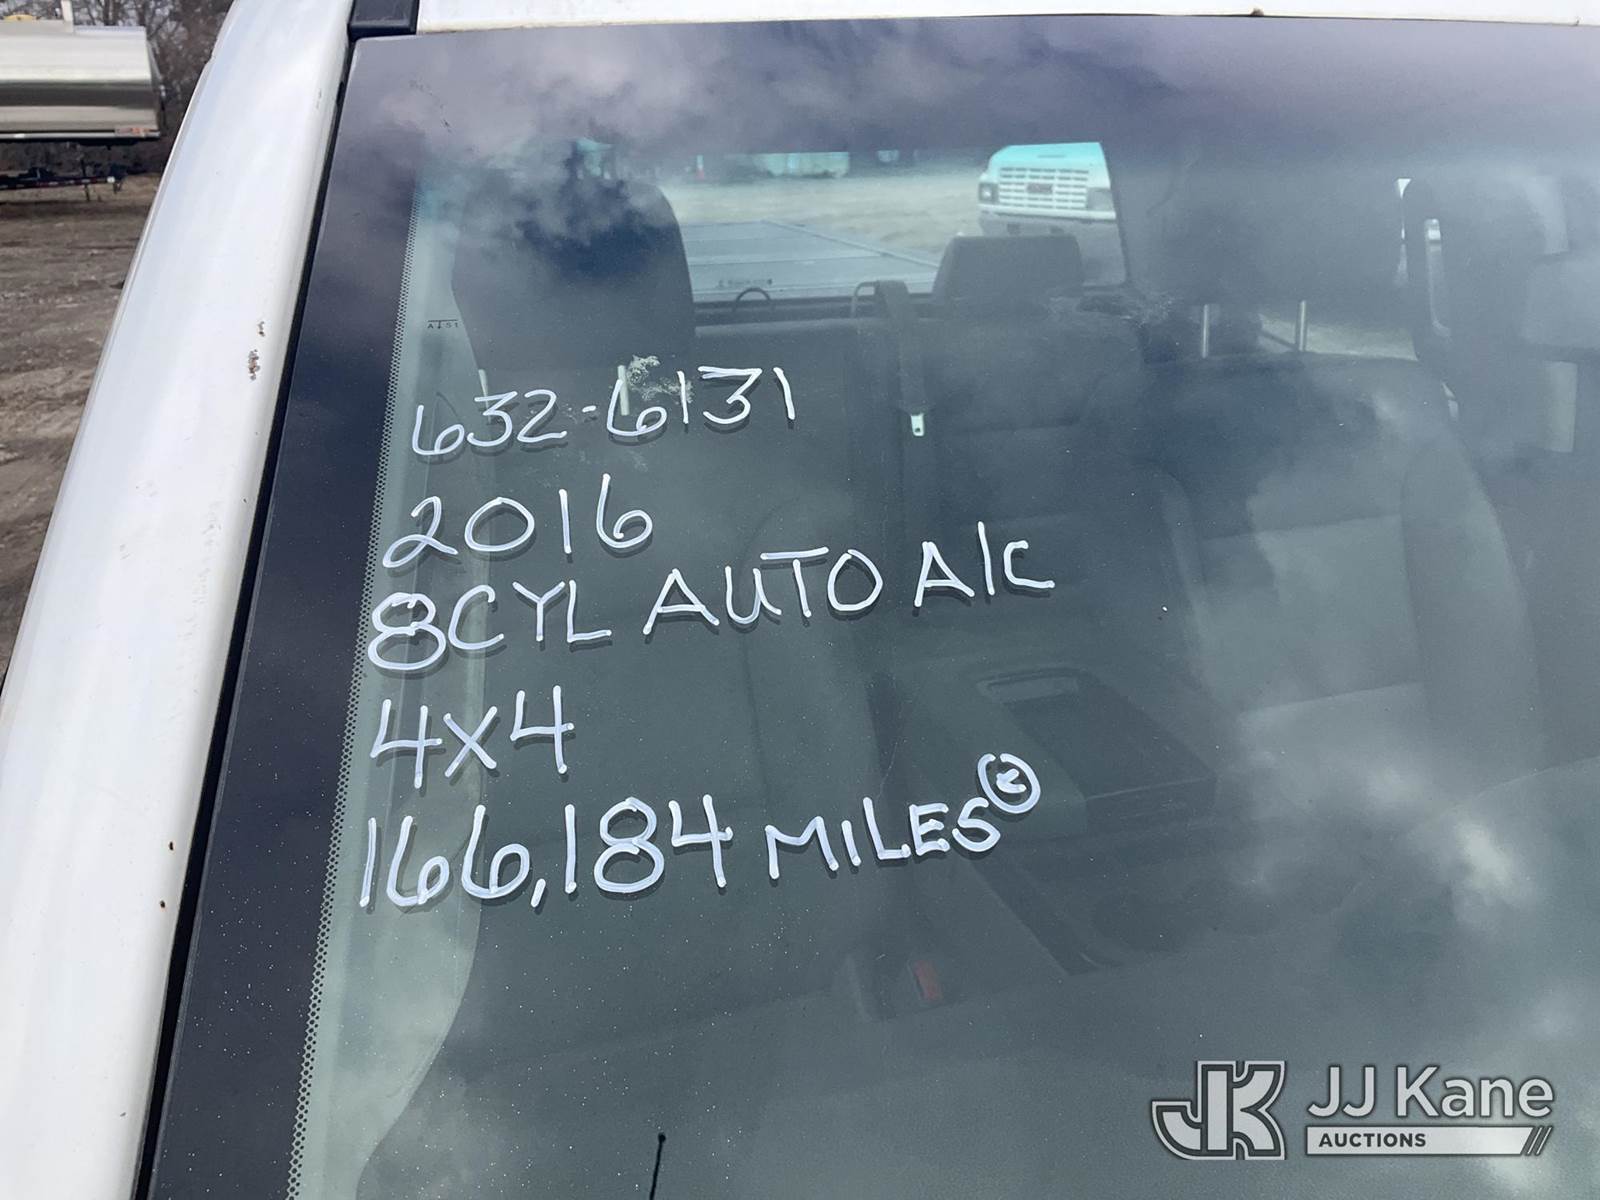 632-6131
2016
8CYL AUTO A/C
4X4
166,184 MILES
JJ Kane
AUCTIONS